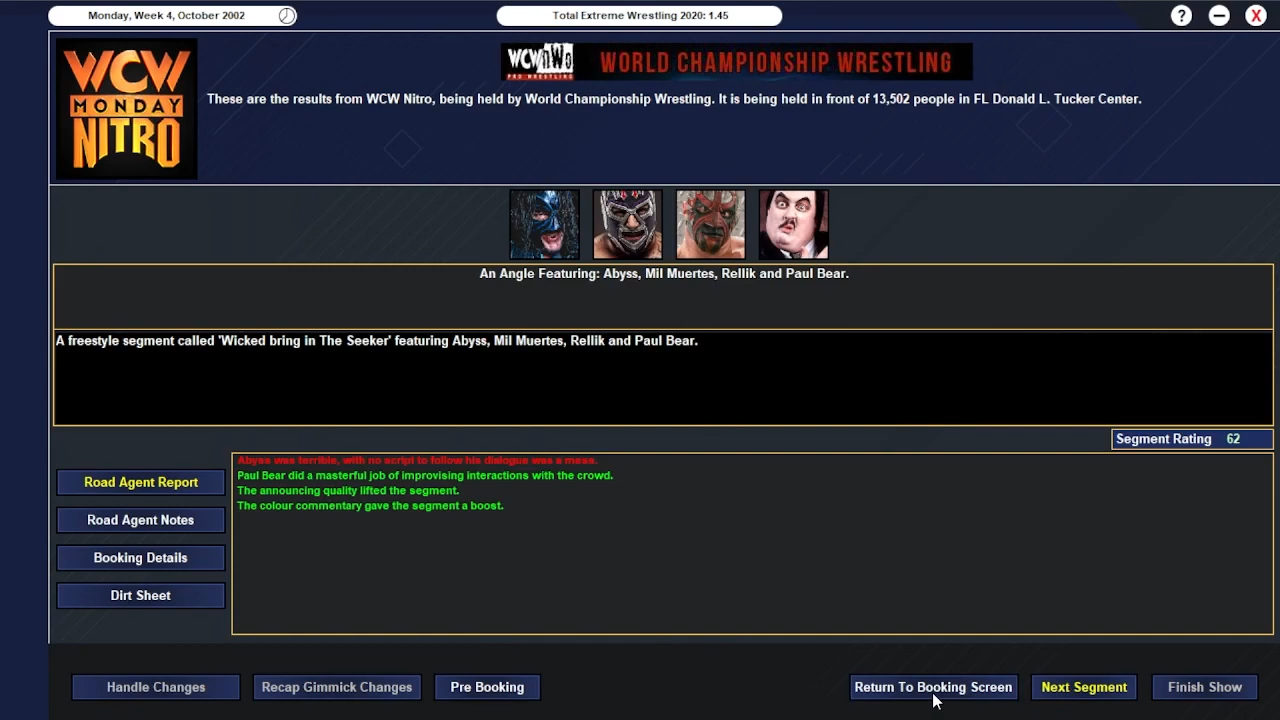 Monday, Week 4, October 2002
Total Extreme Wrestling 2020: 1.45
?
X
WCW
MONDAY
NITRO
WCW nWo
PRO WRESTLING
WORLD CHAMPIONSHIP WRESTLING
These are the results from WCW Nitro, being held by World Championship Wrestling. It is being held in front of 13,502 people in FL Donald L. Tucker Center.
An Angle Featuring: Abyss, Mil Muertes, Rellik and Paul Bear.
A freestyle segment called 'Wicked bring in The Seeker' featuring Abyss, Mil Muertes, Rellik and Paul Bear.
Segment Rating 62
Abyss was terrible, with no script to follow his dialogue was a mess.
Paul Bear did a masterful job of improvising interactions with the crowd.
The announcing quality lifted the segment.
The colour commentary gave the segment a boost.
Road Agent Report
Road Agent Notes
Booking Details
Dirt Sheet
Handle Changes
Recap Gimmick Changes
Pre Booking
Return To Booking Screen
Next Segment
Finish Show